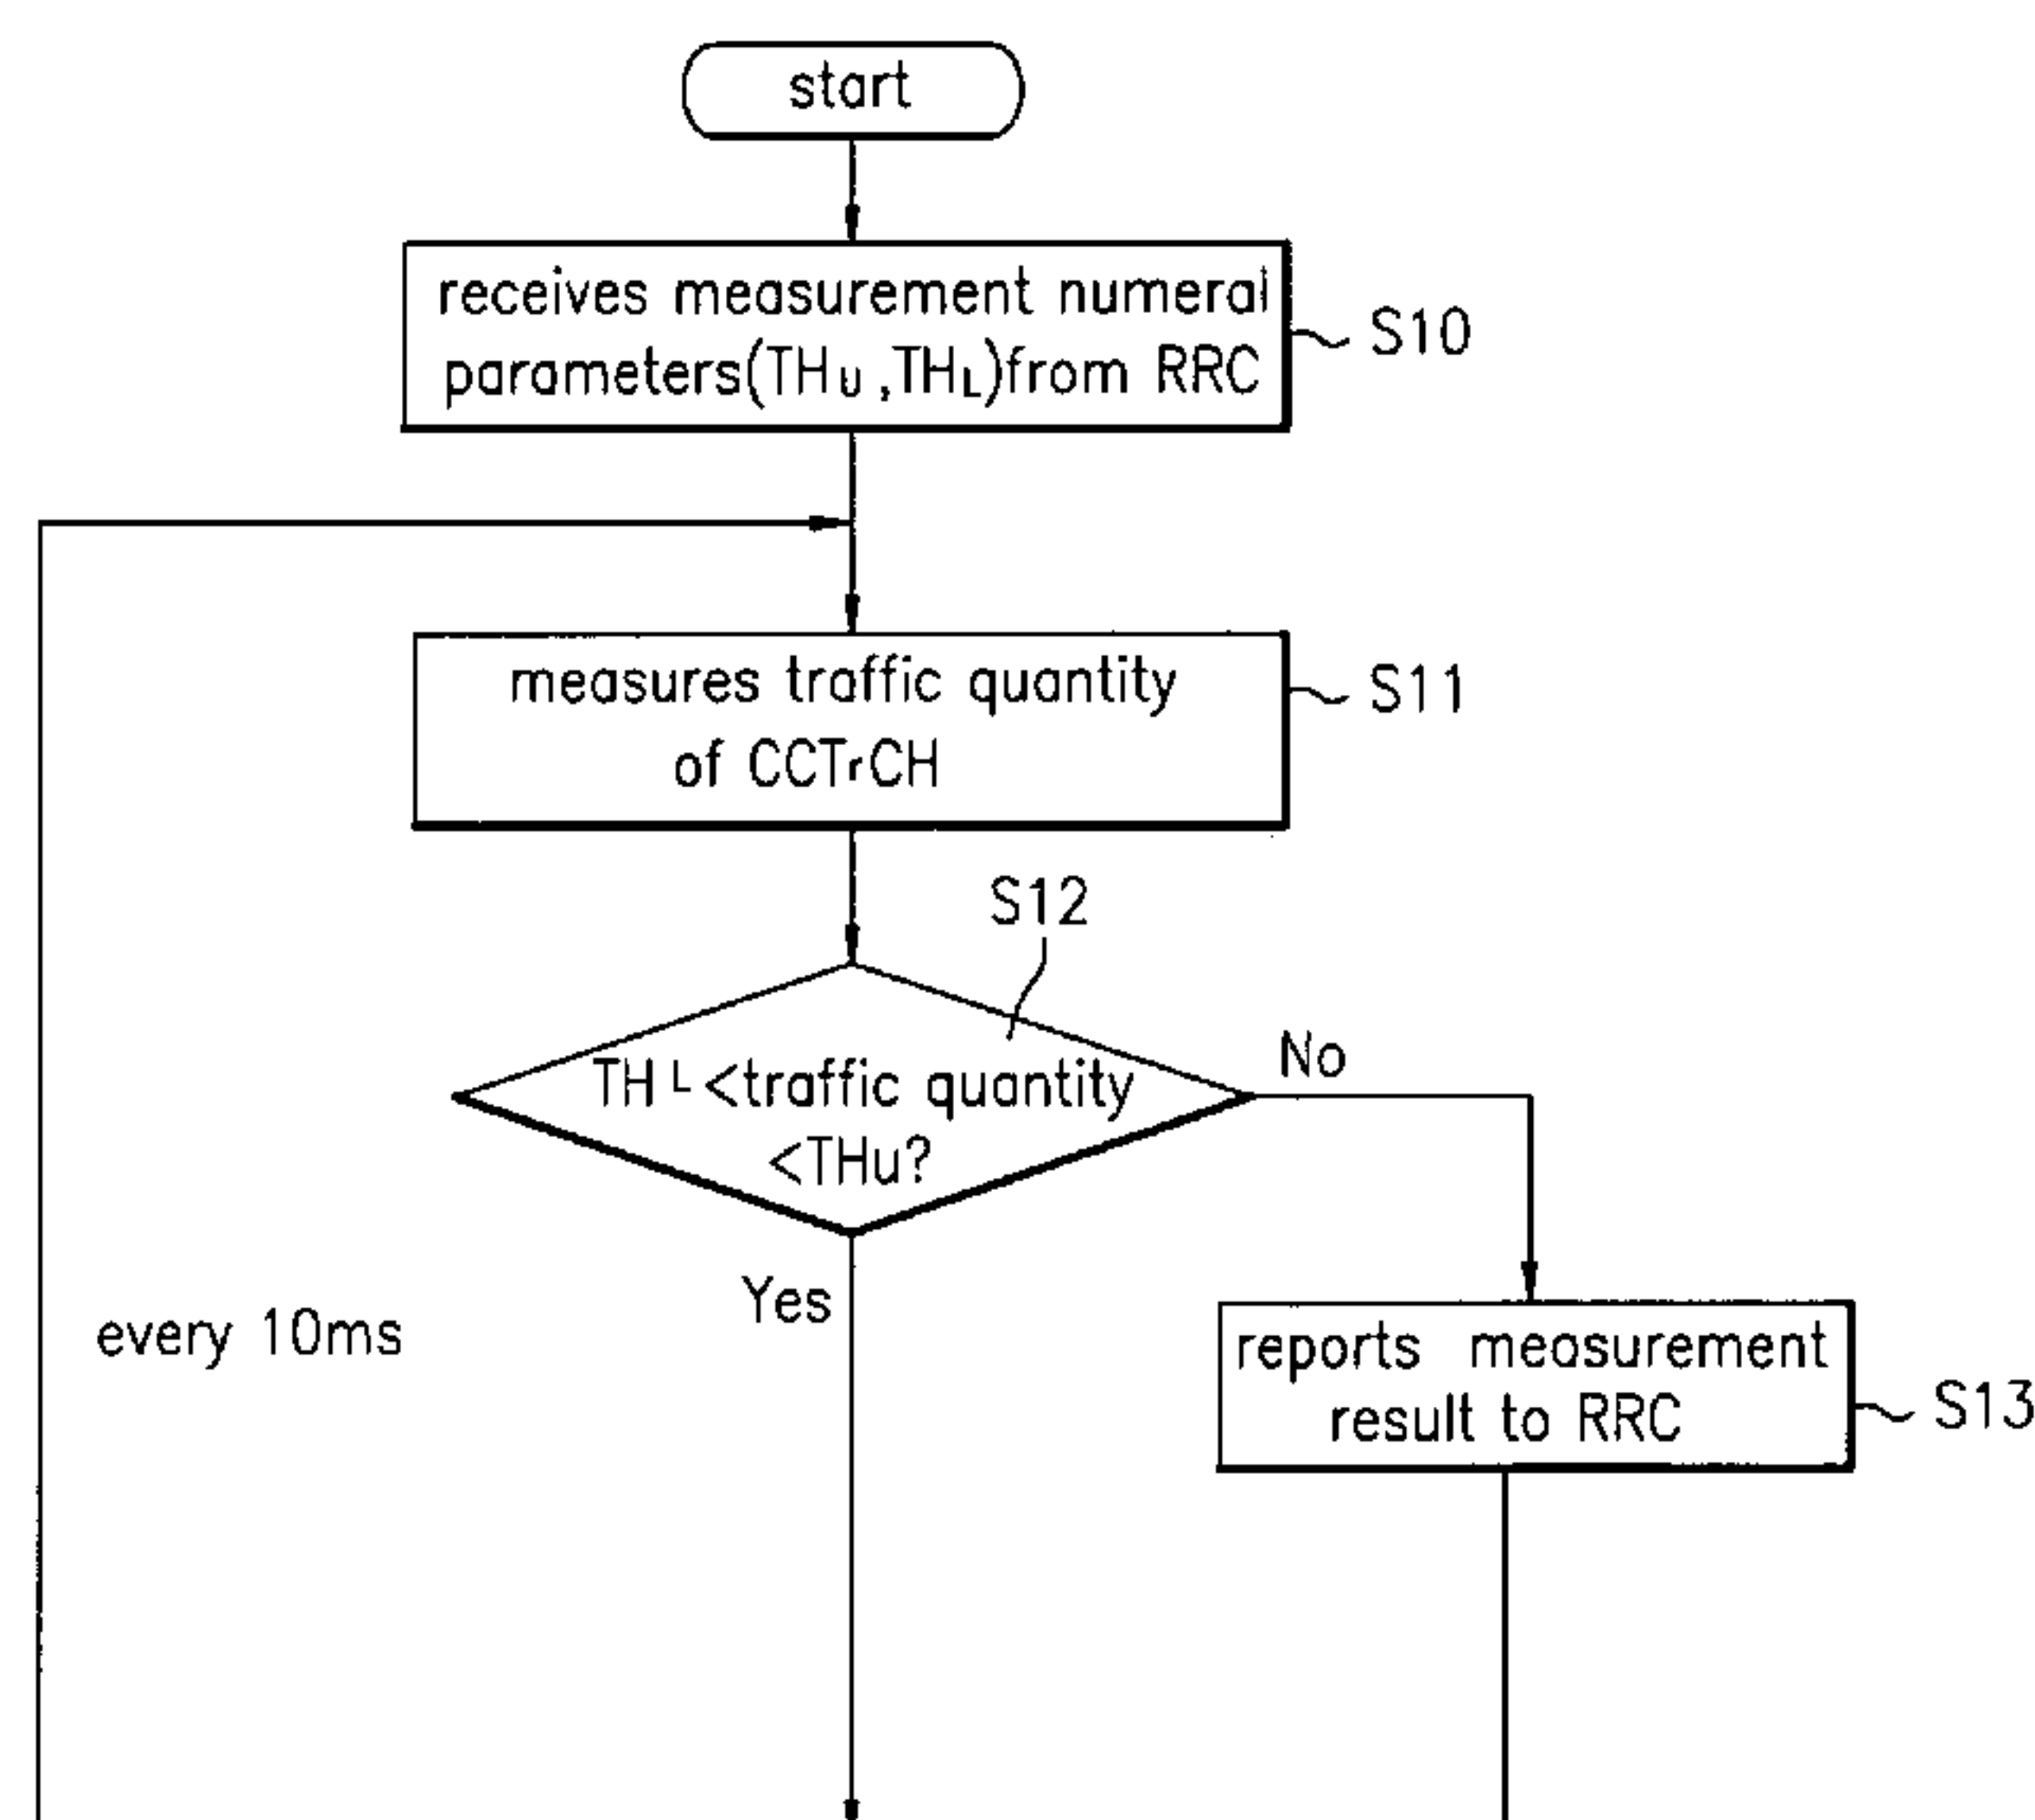 start
receives measurement numeral
parameters(THU,THL)from RRC
S10
measures traffic quantity
of CCTrCH
S11
S12
THL<traffic quantity
<THu?
No
Yes
every 10ms
reports measurement
result to RRC
S13